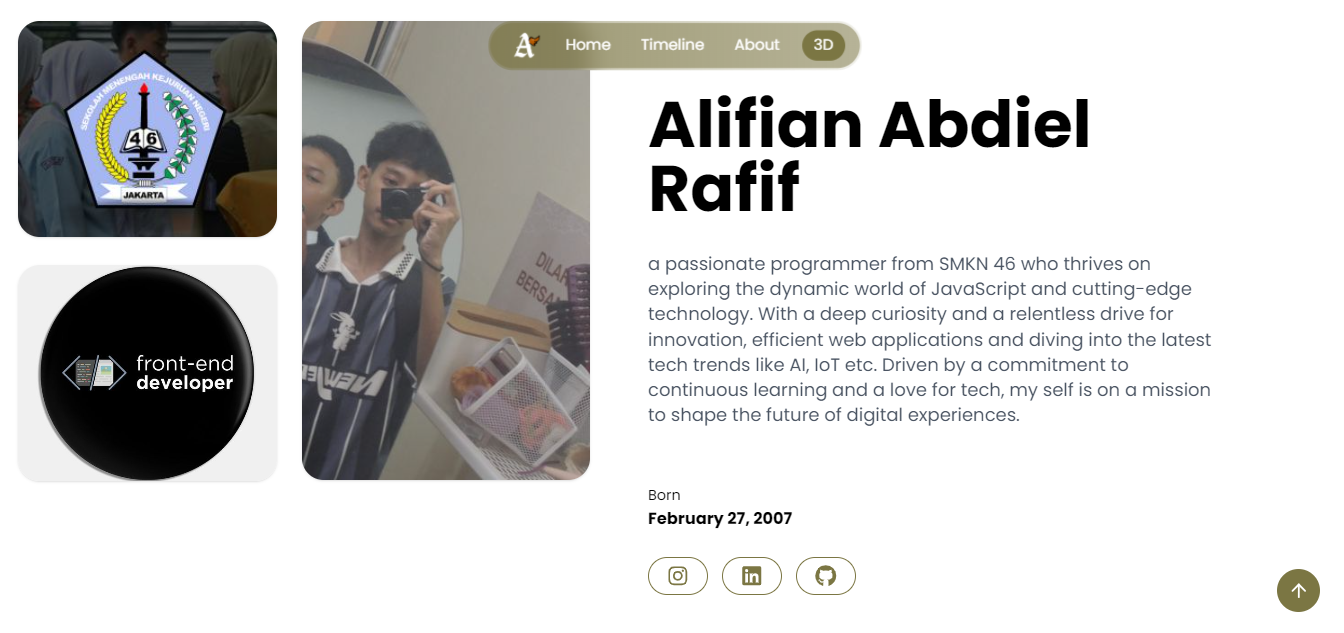 Home Timeline About 3D
SEKOLAH MENENGAH KEJURUAN NEGERI
4 6
JAKARTA
front-end
developer
DILAR
BERSAN
Alifian Abdiel
Rafif
a passionate programmer from SMKN 46 who thrives on
exploring the dynamic world of JavaScript and cutting-edge
technology. With a deep curiosity and a relentless drive for
innovation, efficient web applications and diving into the latest
tech trends like AI, IoT etc. Driven by a commitment to
continuous learning and a love for tech, my self is on a mission
to shape the future of digital experiences.
Born
February 27, 2007